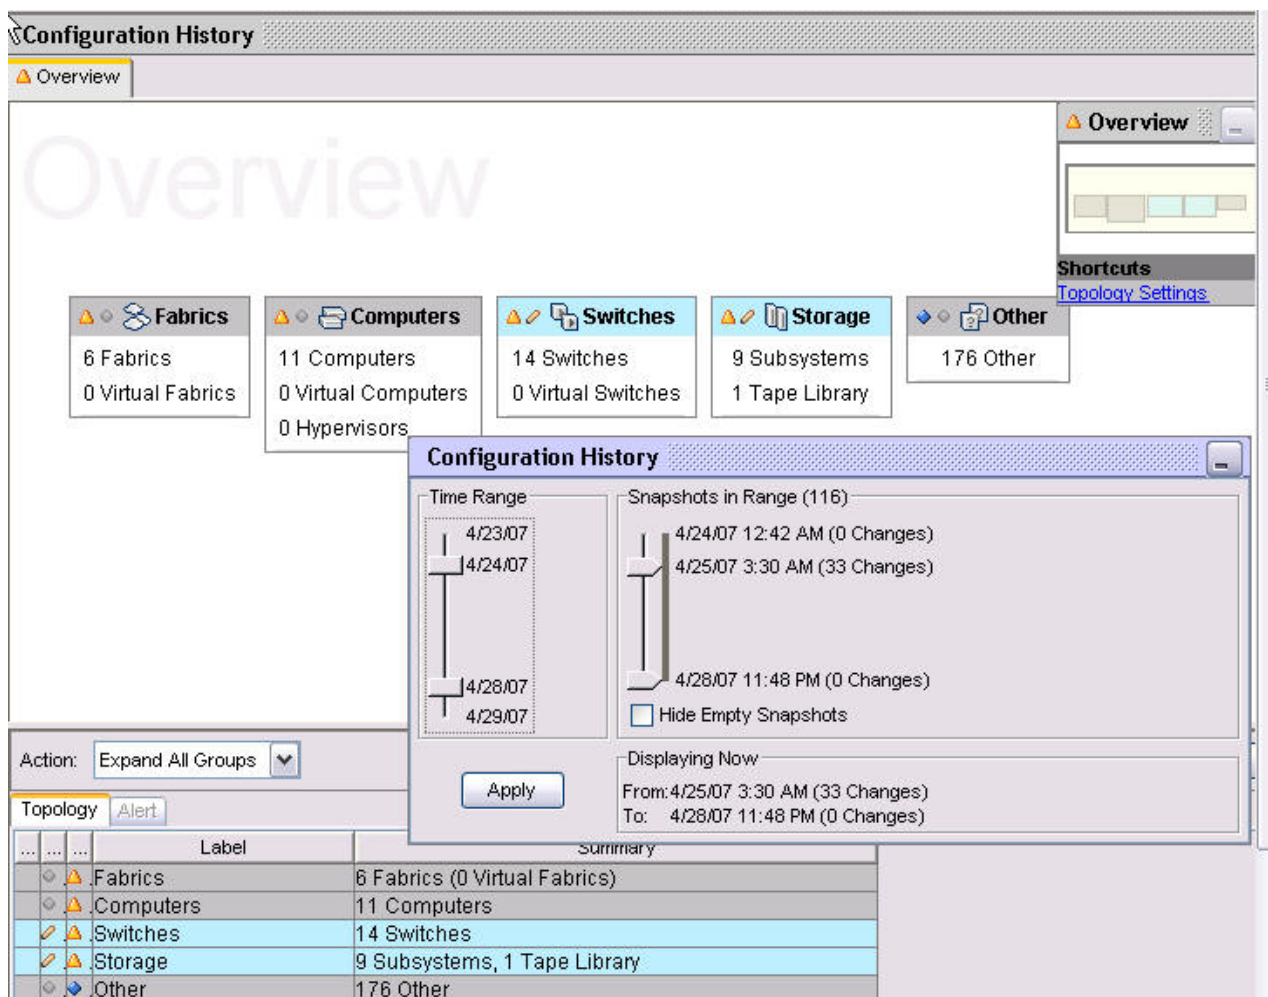 Configuration History
Overview
Overview
Overview
Shortcuts
Topology Settings
Fabrics
6 Fabrics
0 Virtual Fabrics
Computers
11 Computers
0 Virtual Computers
0 Hypervisors
Switches
14 Switches
0 Virtual Switches
Storage
9 Subsystems
1 Tape Library
Other
176 Other
Configuration History
Time Range
4/23/07
4/24/07
4/28/07
4/29/07
Snapshots in Range (116)
4/24/07 12:42 AM (0 Changes)
4/25/07 3:30 AM (33 Changes)
4/28/07 11:48 PM (0 Changes)
Hide Empty Snapshots
Apply
Displaying Now
From: 4/25/07 3:30 AM (33 Changes)
To: 4/28/07 11:48 PM (0 Changes)
Action: Expand All Groups
Topology Alert
... ... ... Label Summary
Fabrics 6 Fabrics (0 Virtual Fabrics)
Computers 11 Computers
Switches 14 Switches
Storage 9 Subsystems, 1 Tape Library
Other 176 Other